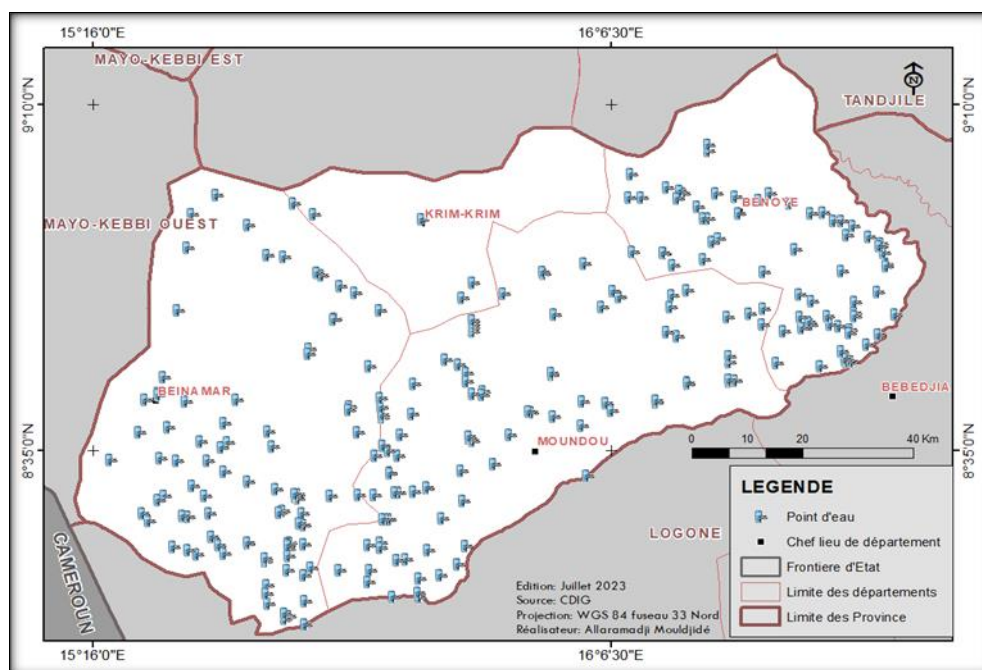 15°16'0"E
16°6'30"E
MAYO-KEBBI EST
N
9°10'0"N
9°10'0"N
TANDJILE
MAYO-KEBBI OUEST
KRIM-KRIM
BENOYE
BEINAMAR
BEBEDJIA
MOUNDOU
0
10
20
40 Km
8°35'0"N
8°35'0"N
LOGONE
CAMEROUN
LEGENDE
Point d'eau
Chef lieu de département
Frontiere d'Etat
Limite des départements
Limite des Province
Edition: Juillet 2023
Source: CDIG
Projection: WGS 84 fuseau 33 Nord
Réalisateur: Allaramadji Mouldjidé
15°16'0"E
16°6'30"E